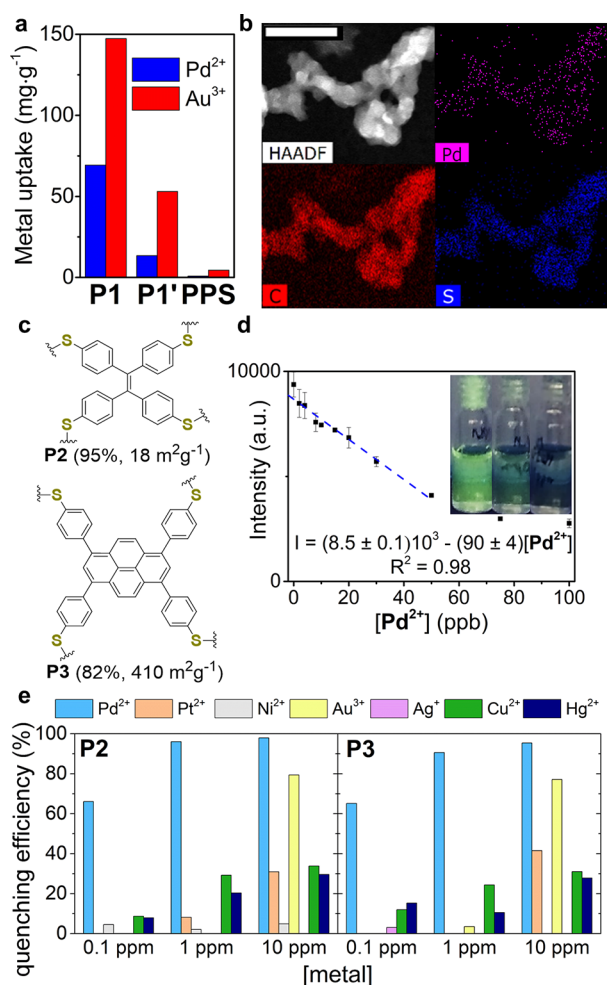 a
Metal uptake (mg·g⁻¹)
150
100
50
0
Pd²⁺
Au³⁺
P1 P1' PPS
b
HAADF
Pd
C
S
c
S
S
S
S
P2 (95%, 18 m²g⁻¹)
S
S
S
S
P3 (82%, 410 m²g⁻¹)
d
Intensity (a.u.)
10000
0
I = (8.5 ± 0.1)10³ - (90 ± 4)[Pd²⁺]
R² = 0.98
0 20 40 60 80 100
[Pd²⁺] (ppb)
e
Pd²⁺ Pt²⁺ Ni²⁺ Au³⁺ Ag⁺ Cu²⁺ Hg²⁺
quenching efficiency (%)
100
80
60
40
20
0
P2
P3
0.1 ppm 1 ppm 10 ppm 0.1 ppm 1 ppm 10 ppm
[metal]